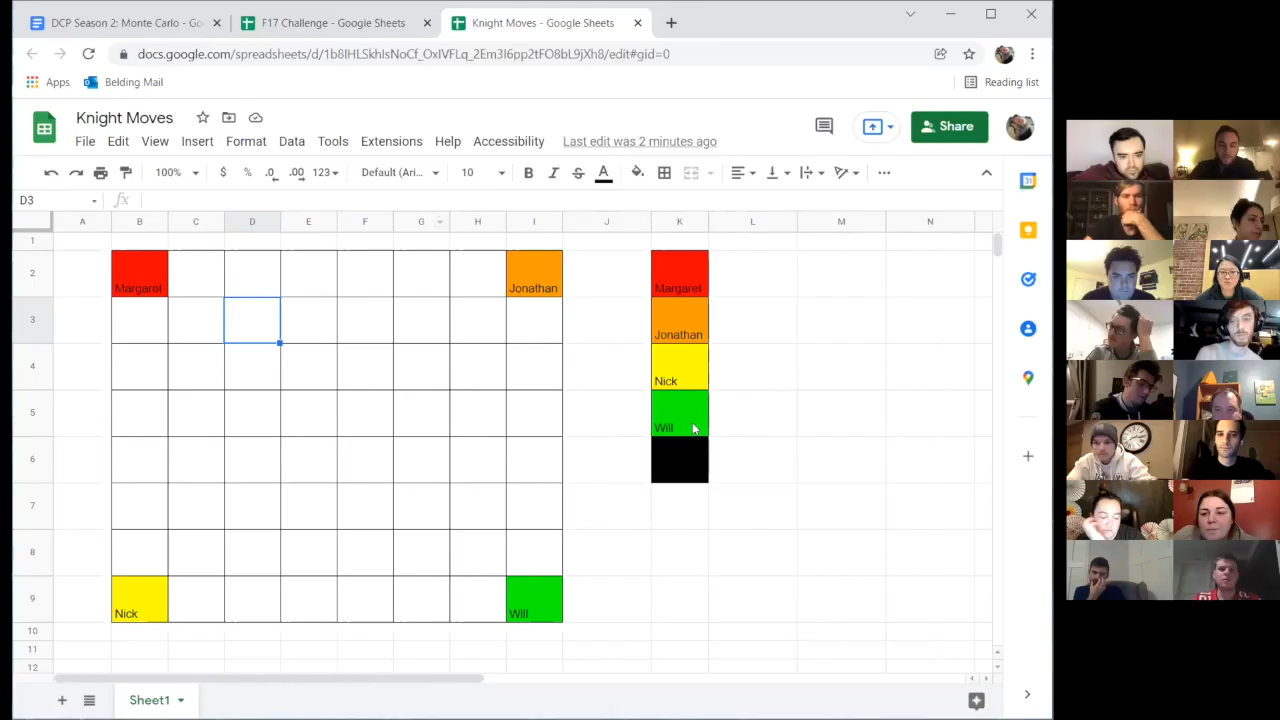 DCP Season 2: Monte Carlo - Go
F17 Challenge - Google Sheets
Knight Moves - Google Sheets
docs.google.com/spreadsheets/d/1b8IHLSkhIsNoCf_OxIVFLq_2Em3I6pp2tFO8bL9jXh8/edit#gid=0
Apps
Belding Mail
Reading list
Knight Moves
File Edit View Insert Format Data Tools Extensions Help Accessibility Last edit was 2 minutes ago
Share
100% $ % .0 .00 123 Default (Ari... 10 B I S A
D3
fx
A B C D E F G H I J K L M N
1
2
Margaret
Jonathan
Margaret
3
Jonathan
4
Nick
5
Will
6
7
8
9
Nick
Will
10
11
12
Sheet1
31